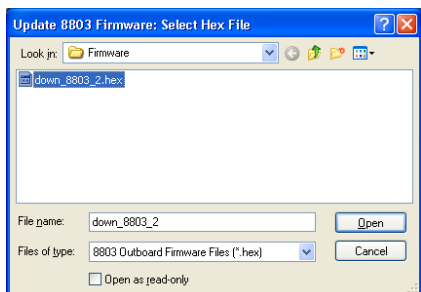 Update 8803 Firmware; Select Hex File
Look in: Firmware
down_8803_2.hex
File name: down_8803_2 Open
Files of type: 8803 Outboard Firmware Files (*.hex) Cancel
Open as read-only